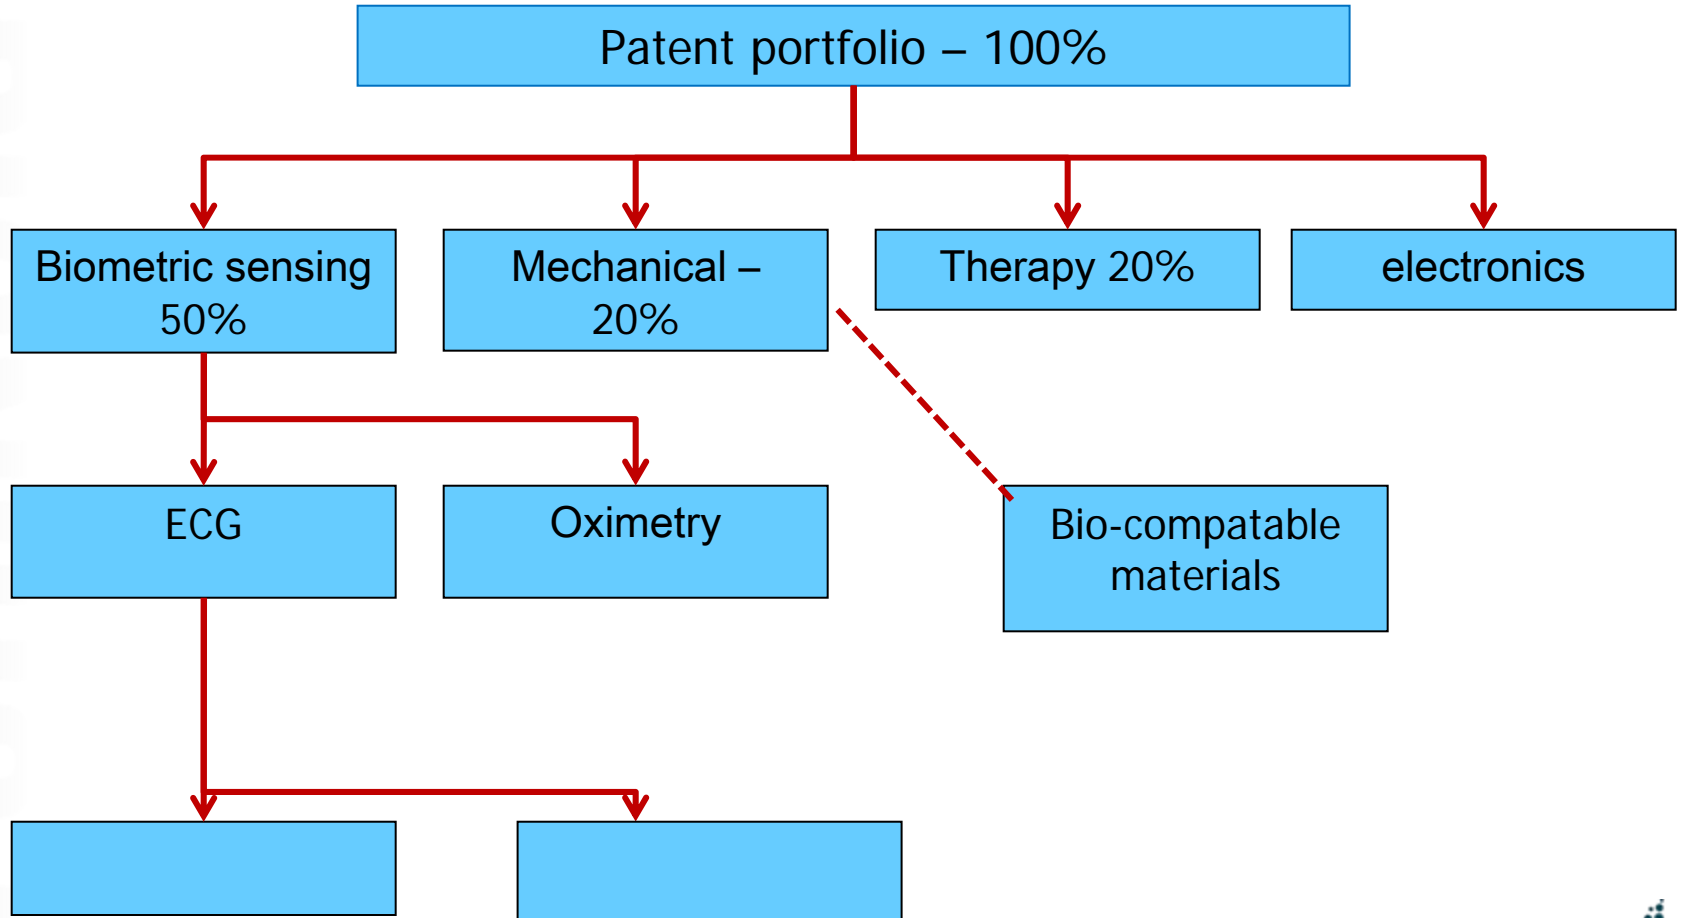 Patent portfolio – 100%
Biometric sensing
50%
Mechanical –
20%
Therapy 20%
electronics
ECG
Oximetry
Bio-compatable
materials